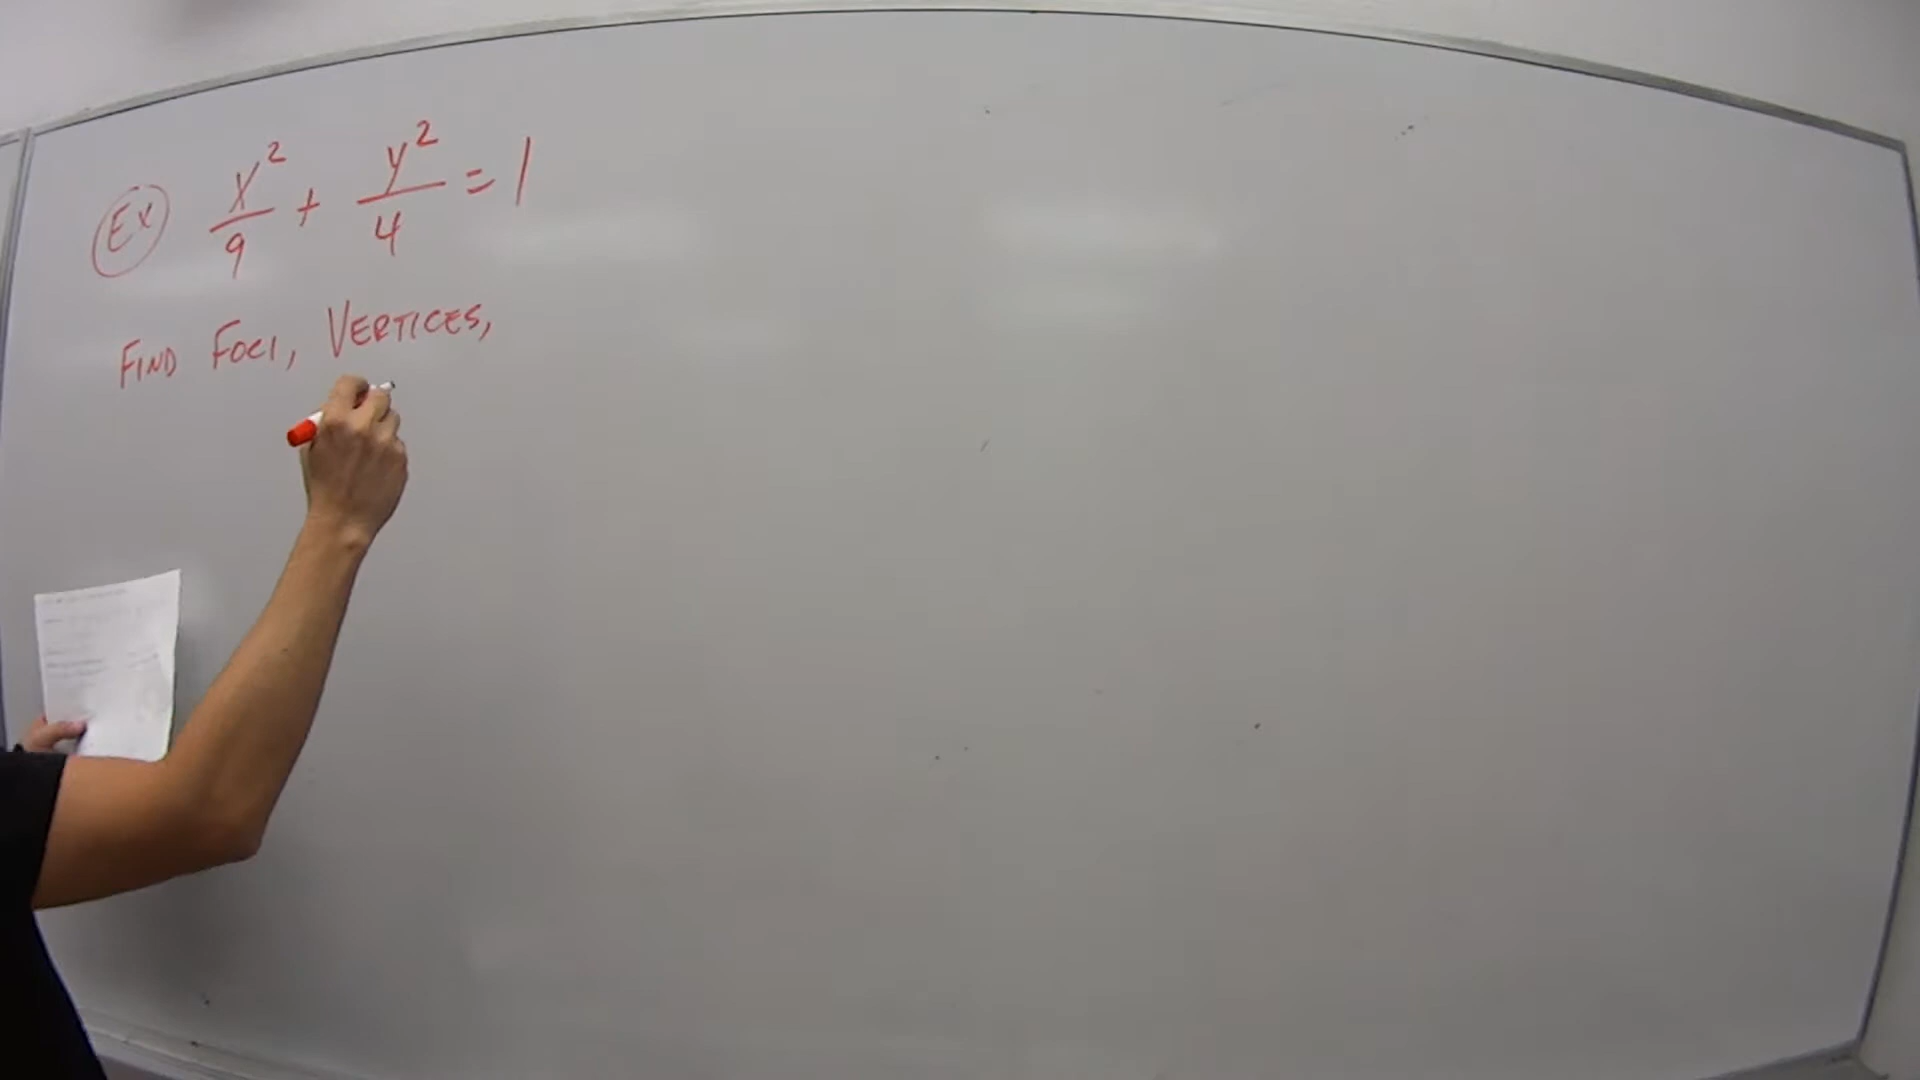 Ex x²/9 + y²/4 = 1
FIND FOCI, VERTICES,